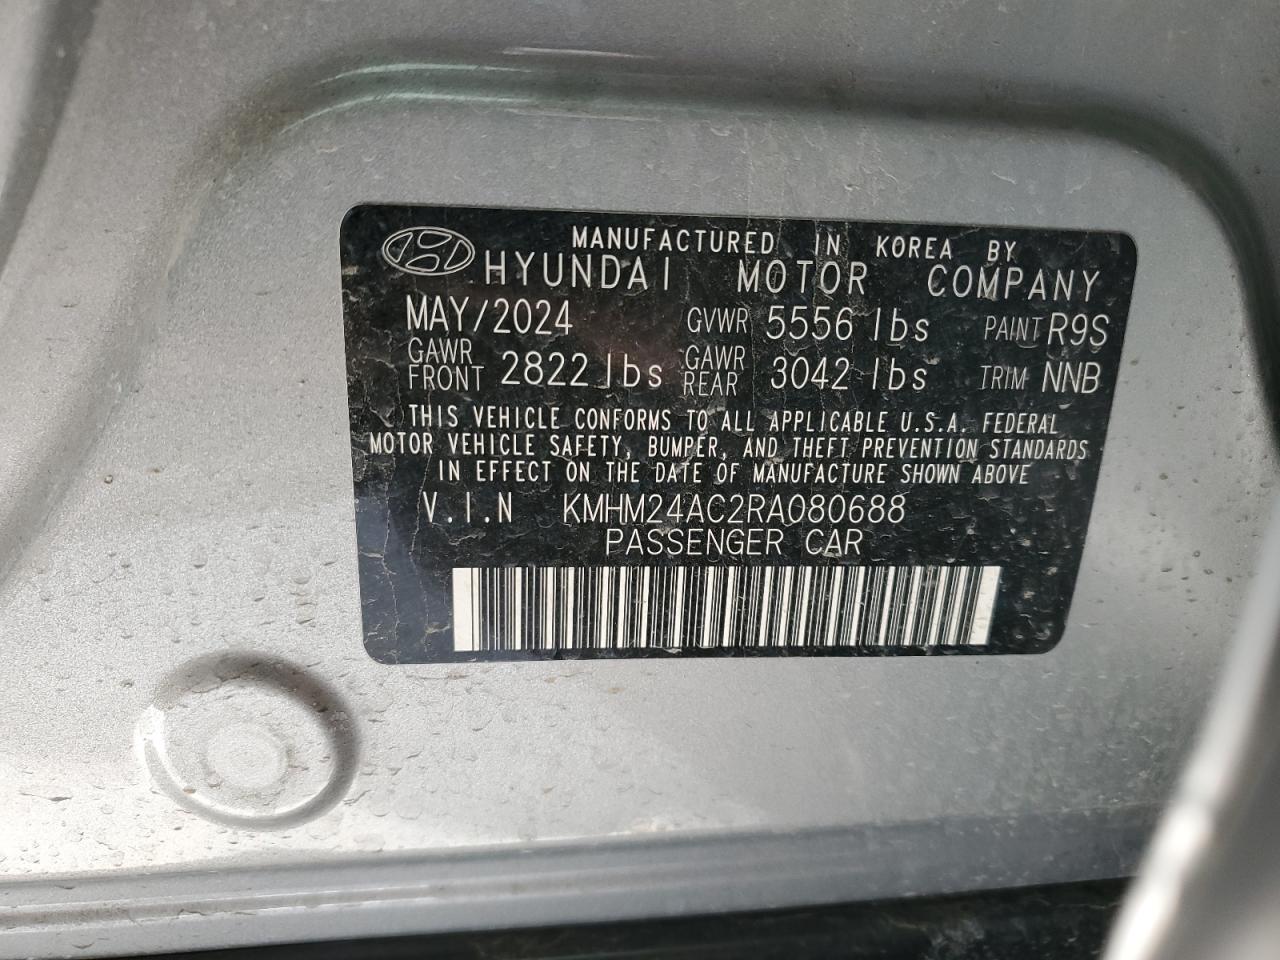 MANUFACTURED IN KOREA BY
HYUNDAI MOTOR COMPANY
MAY/2024 GVWR 5556 lbs PAINT R9S
GAWR FRONT 2822 lbs GAWR REAR 3042 lbs TRIM NNB
THIS VEHICLE CONFORMS TO ALL APPLICABLE U.S.A. FEDERAL
MOTOR VEHICLE SAFETY, BUMPER, AND THEFT PREVENTION STANDARDS
IN EFFECT ON THE DATE OF MANUFACTURE SHOWN ABOVE
V.I.N KMHM24AC2RA080688
PASSENGER CAR